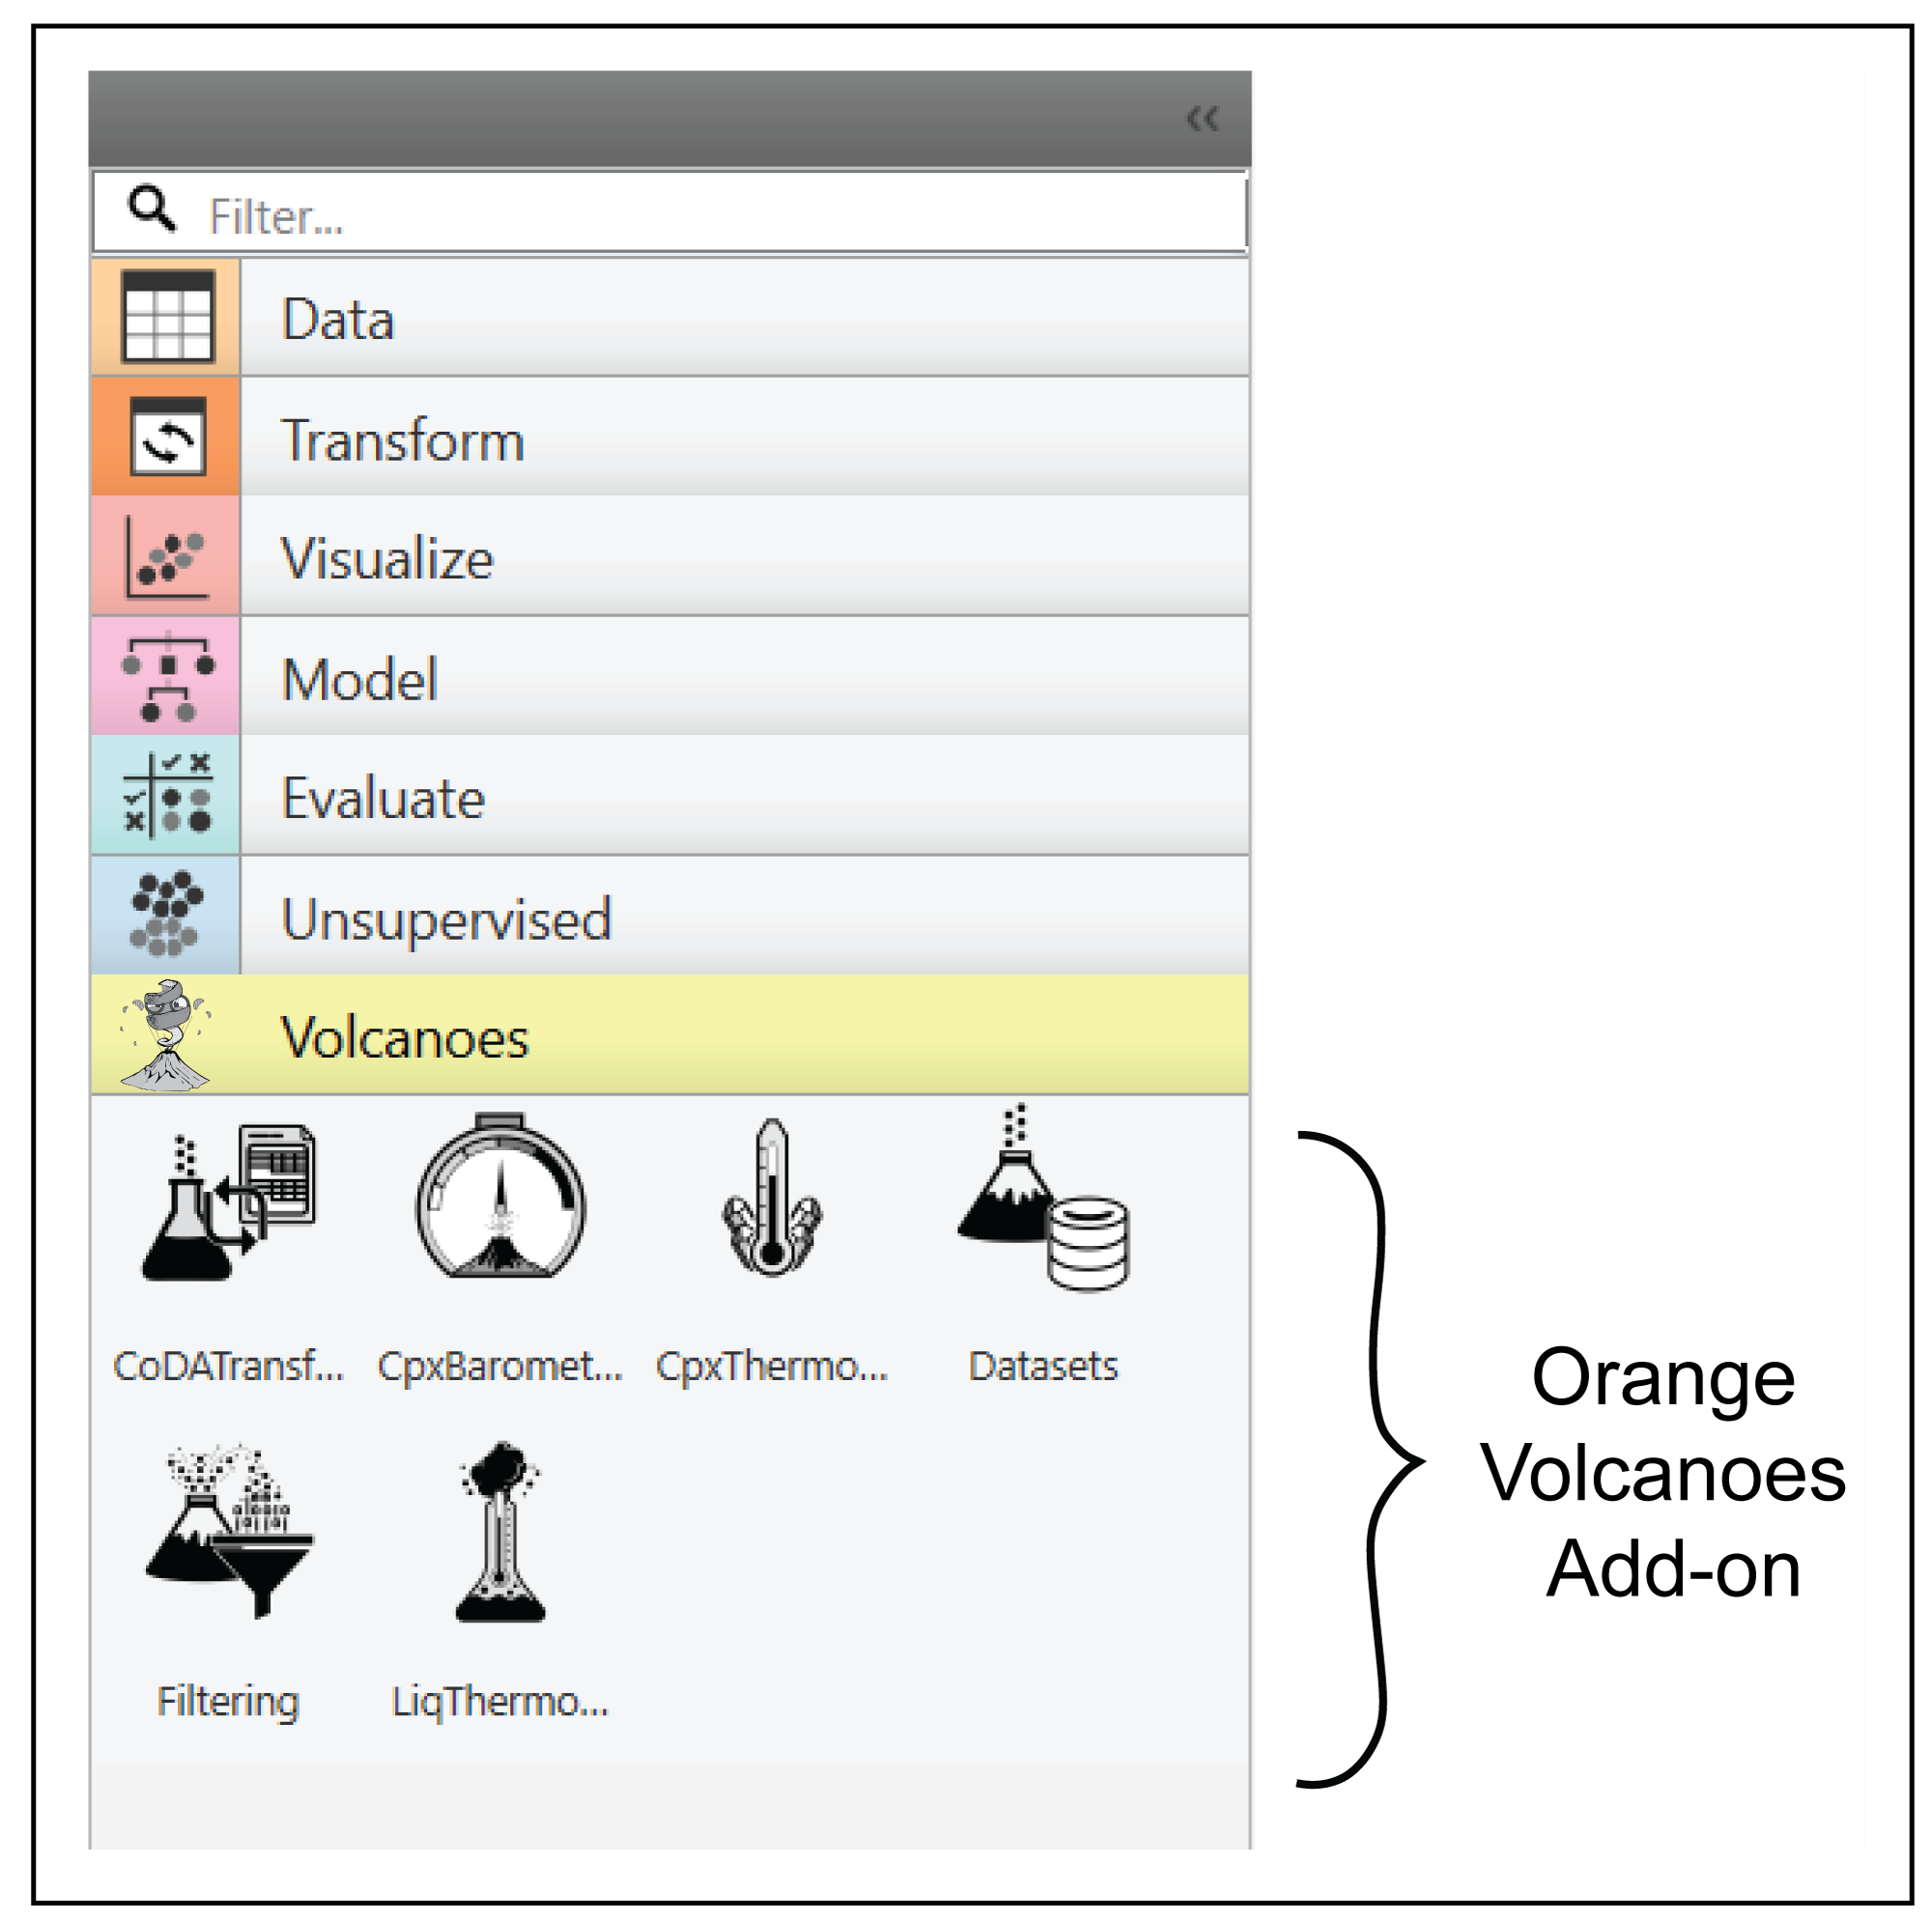 Filter...
Data
Transform
Visualize
Model
Evaluate
Unsupervised
Volcanoes
CoDATransf... CpxBaromet... CpxThermo... Datasets
Filtering LiqThermo...
Orange
Volcanoes
Add-on